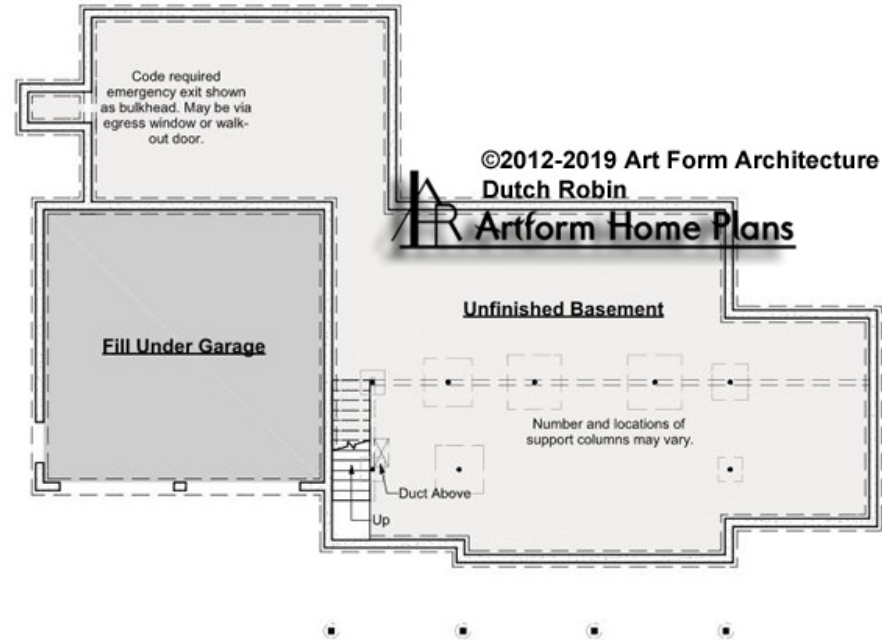 Code required
emergency exit shown
as bulkhead. May be via
egress window or walk-
out door.
©2012-2019 Art Form Architecture
Dutch Robin
AR Artform Home Plans
Unfinished Basement
Fill Under Garage
Number and locations of
support columns may vary.
Duct Above
Up